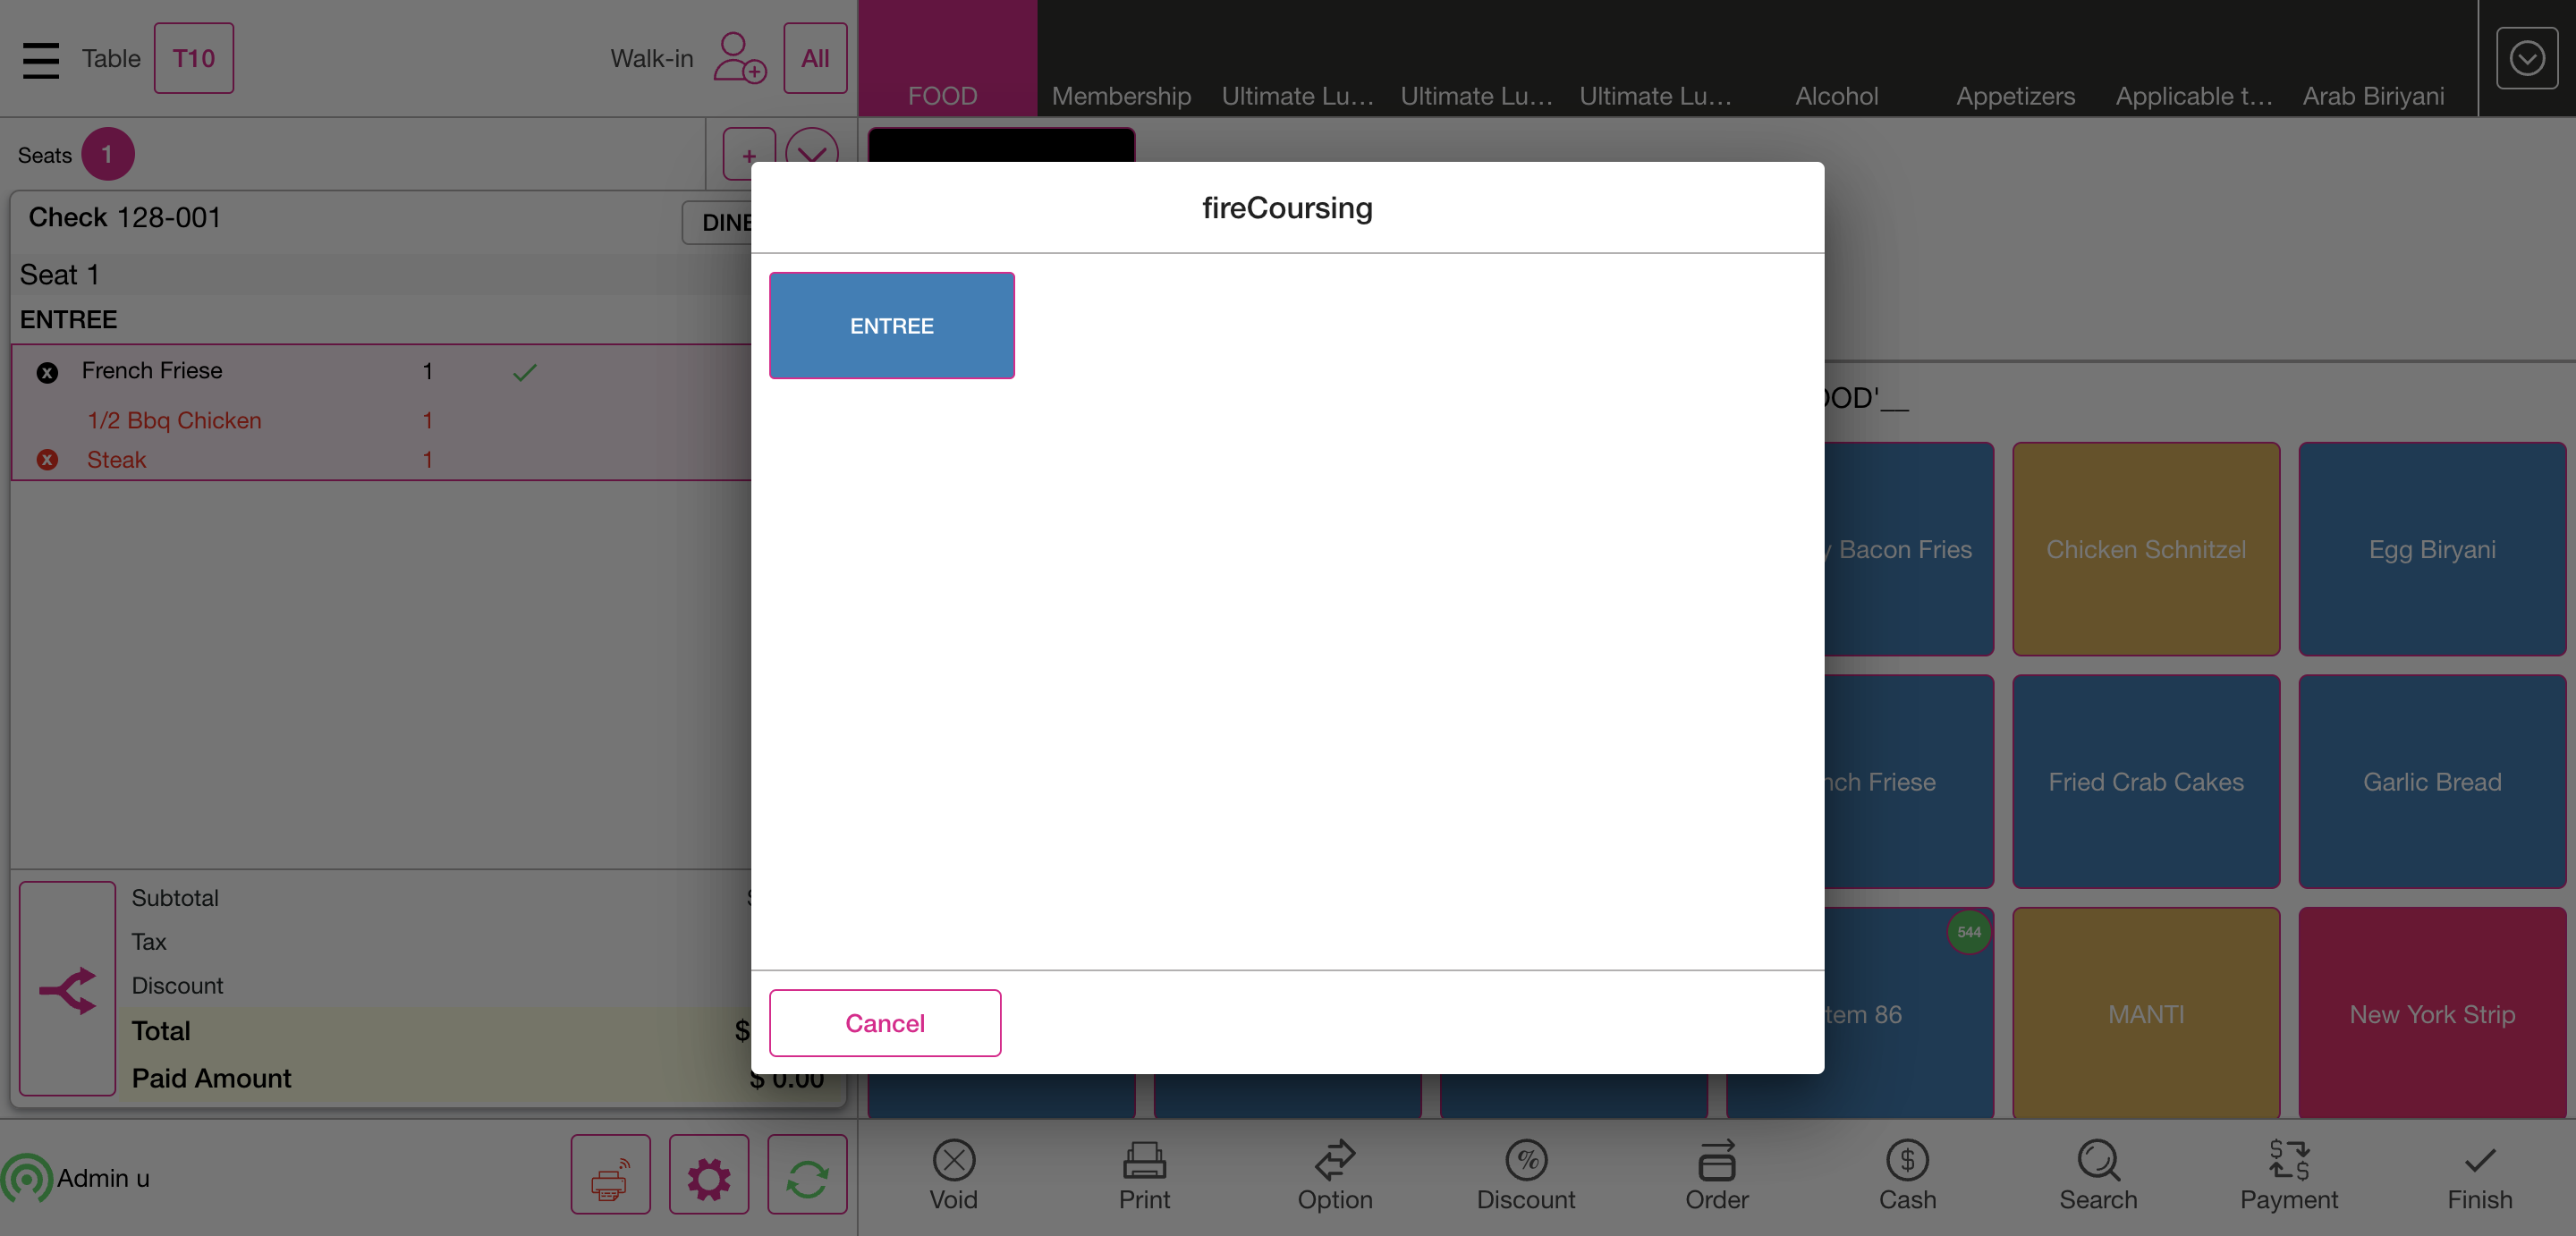 Table T10 Walk-in All
FOOD Membership Ultimate Lu... Ultimate Lu... Ultimate Lu... Alcohol Appetizers Applicable t... Arab Biriyani
Seats 1 +
Check 128-001
DINE
Seat 1
ENTREE
French Friese 1
1/2 Bbq Chicken 1
Steak 1
Subtotal
Tax
Discount
Total $
Paid Amount $ 0.00
fireCoursing
ENTREE
Cancel
OOD'__
y Bacon Fries Chicken Schnitzel Egg Biryani
nch Friese Fried Crab Cakes Garlic Bread
544
tem 86 MANTI New York Strip
Admin u
Void Print Option Discount Order Cash Search Payment Finish